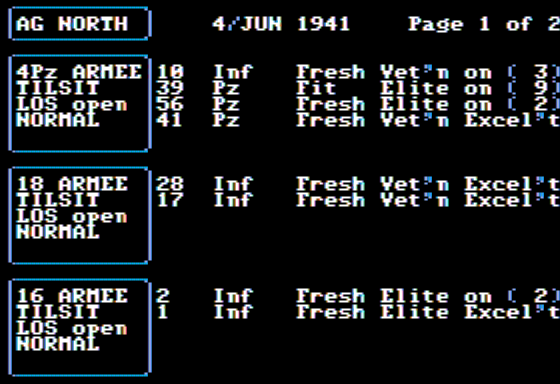 AG NORTH 4/JUN 1941 Page 1 of 2
4Pz ARMEE 10 Inf Fresh Vet'n on ( 3)
TILSIT 39 Pz Fit Elite on ( 9)
LOS open 56 Pz Fresh Elite on ( 2)
NORMAL 41 Pz Fresh Vet'n Excel't
18 ARMEE 28 Inf Fresh Vet'n Excel't
TILSIT 17 Inf Fresh Vet'n Excel't
LOS open
NORMAL
16 ARMEE 2 Inf Fresh Elite on ( 2)
TILSIT 1 Inf Fresh Elite Excel't
LOS open
NORMAL